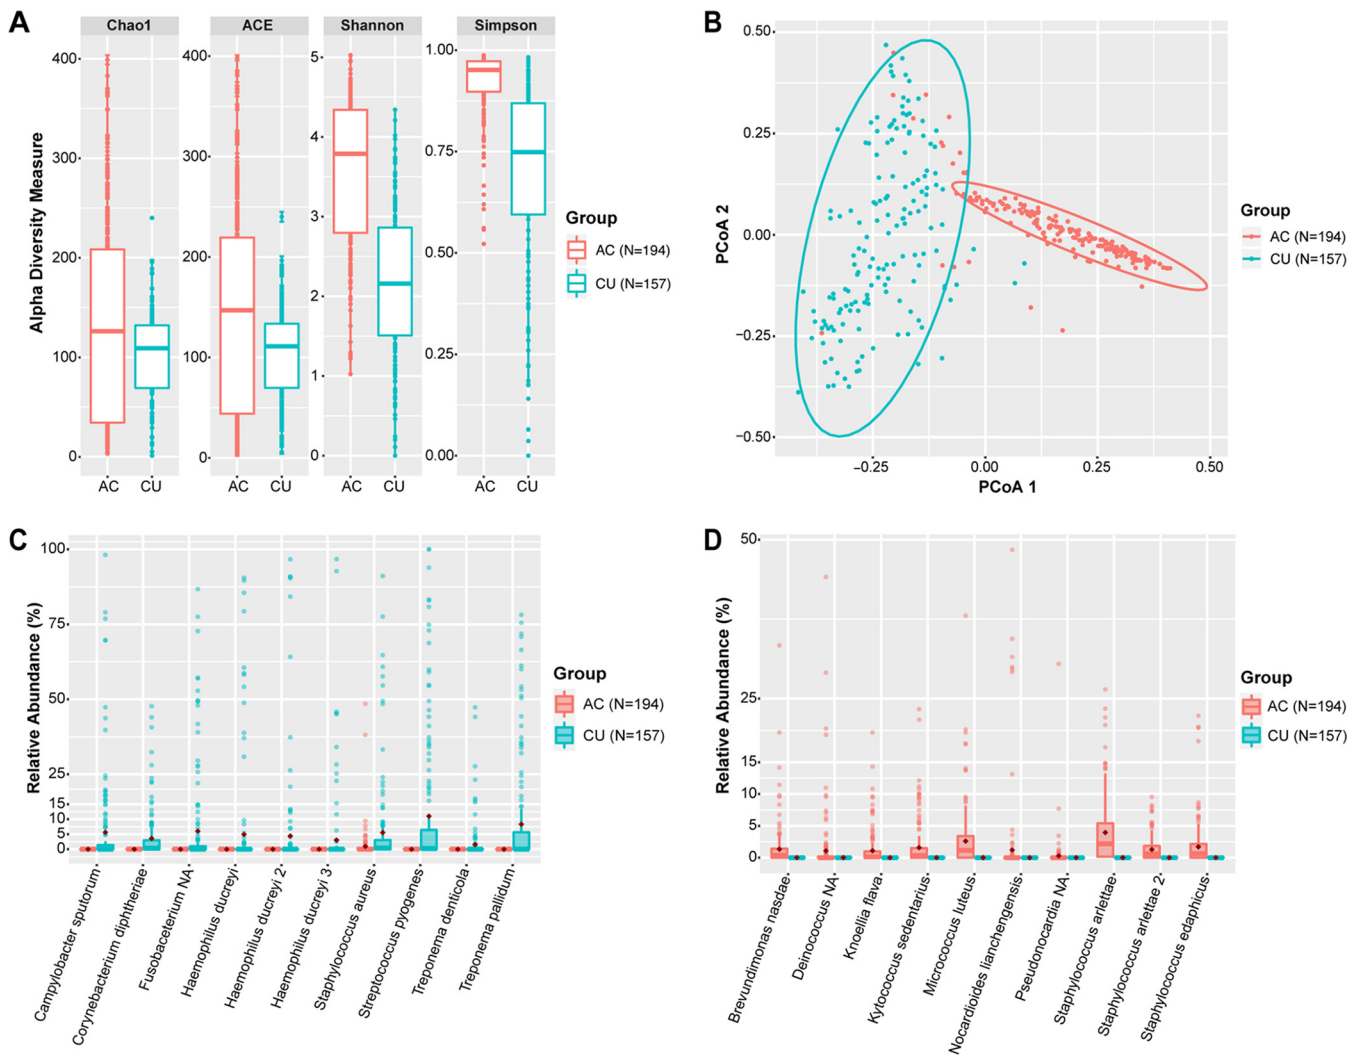 A
Chao1 ACE Shannon Simpson
Alpha Diversity Measure
400
300
200
100
0
400
300
200
100
0
5
4
3
2
1
0
1.00
0.75
0.50
0.25
0.00
AC CU AC CU AC CU AC CU
Group
AC (N=194)
CU (N=157)
B
PCoA 2
0.50
0.25
0.00
−0.25
−0.50
−0.25 0.00 0.25 0.50
PCoA 1
Group
AC (N=194)
CU (N=157)
C
Relative Abundance (%)
100
75
50
25
15
10
5
0
Campylobacter sputorum
Corynebacterium diphtheriae
Fusobaceterium NA
Haemophilus ducreyi
Haemophilus ducreyi 2
Haemophilus ducreyi 3
Staphylococcus aureus
Streptococcus pyogenes
Treponema denticola
Treponema pallidum
Group
AC (N=194)
CU (N=157)
D
Relative Abundance (%)
50
25
15
10
5
0
Brevundimonas nasdae
Deinococcus NA
Knoellia flava
Kytococcus sedentarius
Micrococcus luteus
Nocardioides lianchengensis
Pseudonocardia NA
Staphylococcus arlettae
Staphylococcus arlettae 2
Staphylococcus edaphicus
Group
AC (N=194)
CU (N=157)